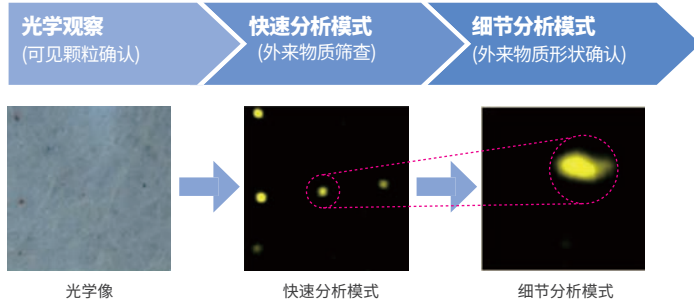 光学观察
(可见颗粒确认)
快速分析模式
(外来物质筛查)
细节分析模式
(外来物质形状确认)
光学像
快速分析模式
细节分析模式